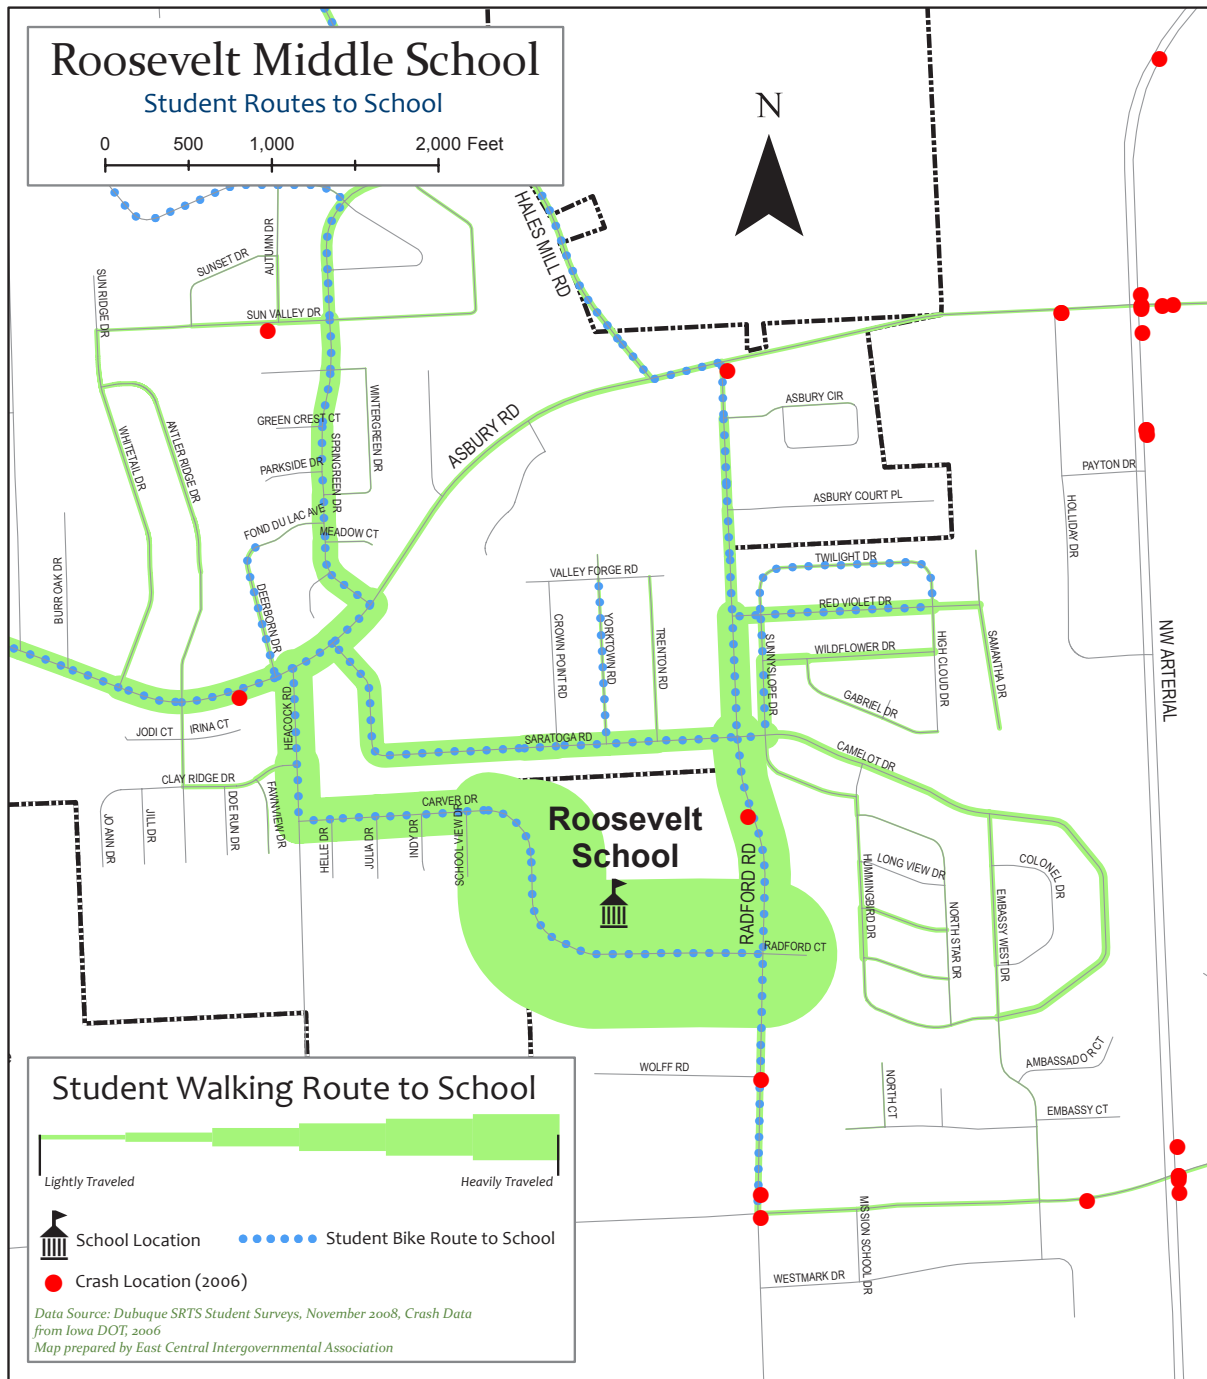 Roosevelt Middle School
Student Routes to School
0 500 1,000 2,000 Feet
N
HALES MILL RD
AUTUMN DR
SUNSET DR
SUN RIDGE DR
SUN VALLEY DR
WINTERGREEN DR
GREEN CREST CT
SPRINGREEN DR
PARKSIDE DR
ASBURY RD
ASBURY CIR
WHITETAIL DR
ANTLER RIDGE DR
PAYTON DR
ASBURY COURT PL
HOLLIDAY DR
FOND DU LAC AVE
MEADOW CT
BURR OAK DR
DEERBORN DR
VALLEY FORGE RD
TWILIGHT DR
RED VIOLET DR
CROWN POINT RD
YORKTOWN RD
TRENTON RD
SUNNYSLOPE DR
WILDFLOWER DR
HIGH CLOUD DR
SAMANTHA DR
NW ARTERIAL
GABRIEL DR
HEACOCK RD
JODI CT
IRINA CT
SARATOGA RD
CAMELOT DR
CLAY RIDGE DR
CARVER DR
JO ANN DR
JILL DR
DOE RUN DR
FAWNVIEW DR
HELLE DR
JULIA DR
INDY DR
SCHOOL VIEW DR
Roosevelt
School
RADFORD RD
HUMMINGBIRD DR
LONG VIEW DR
NORTH STAR DR
EMBASSY WEST DR
COLONEL DR
RADFORD CT
WOLFF RD
AMBASSADOR CT
NORTH CT
EMBASSY CT
MISSION SCHOOL DR
WESTMARK DR
Student Walking Route to School
Lightly Traveled
Heavily Traveled
School Location
Student Bike Route to School
Crash Location (2006)
Data Source: Dubuque SRTS Student Surveys, November 2008, Crash Data
from Iowa DOT, 2006
Map prepared by East Central Intergovernmental Association